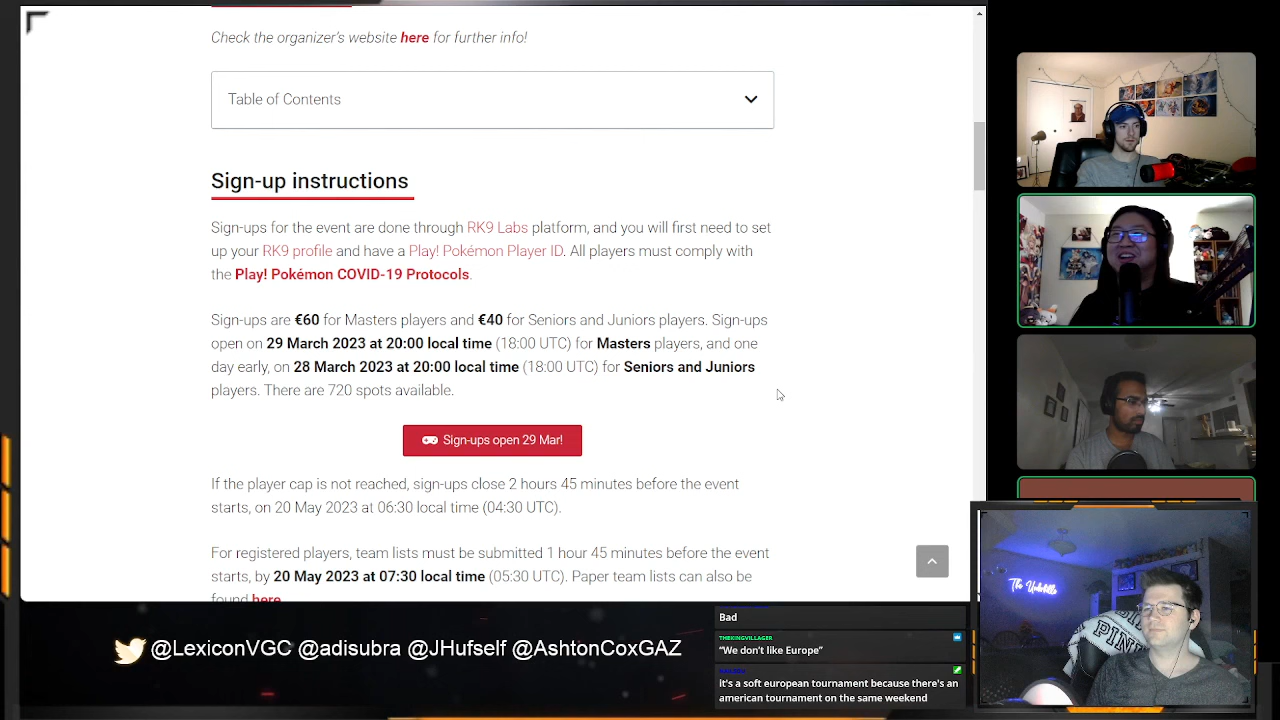 Check the organizer's website here for further info!
Table of Contents
Sign-up instructions
Sign-ups for the event are done through RK9 Labs platform, and you will first need to set
up your RK9 profile and have a Play! Pokémon Player ID. All players must comply with
the Play! Pokémon COVID-19 Protocols.
Sign-ups are €60 for Masters players and €40 for Seniors and Juniors players. Sign-ups
open on 29 March 2023 at 20:00 local time (18:00 UTC) for Masters players, and one
day early, on 28 March 2023 at 20:00 local time (18:00 UTC) for Seniors and Juniors
players. There are 720 spots available.
Sign-ups open 29 Mar!
If the player cap is not reached, sign-ups close 2 hours 45 minutes before the event
starts, on 20 May 2023 at 06:30 local time (04:30 UTC).
For registered players, team lists must be submitted 1 hour 45 minutes before the event
starts, by 20 May 2023 at 07:30 local time (05:30 UTC). Paper team lists can also be
found here.
@LexiconVGC @adisubra @JHufself @AshtonCoxGAZ
Bad
THEKINGVILLAGER
“We don't like Europe”
It's a soft european tournament because there's an
american tournament on the same weekend
PINK